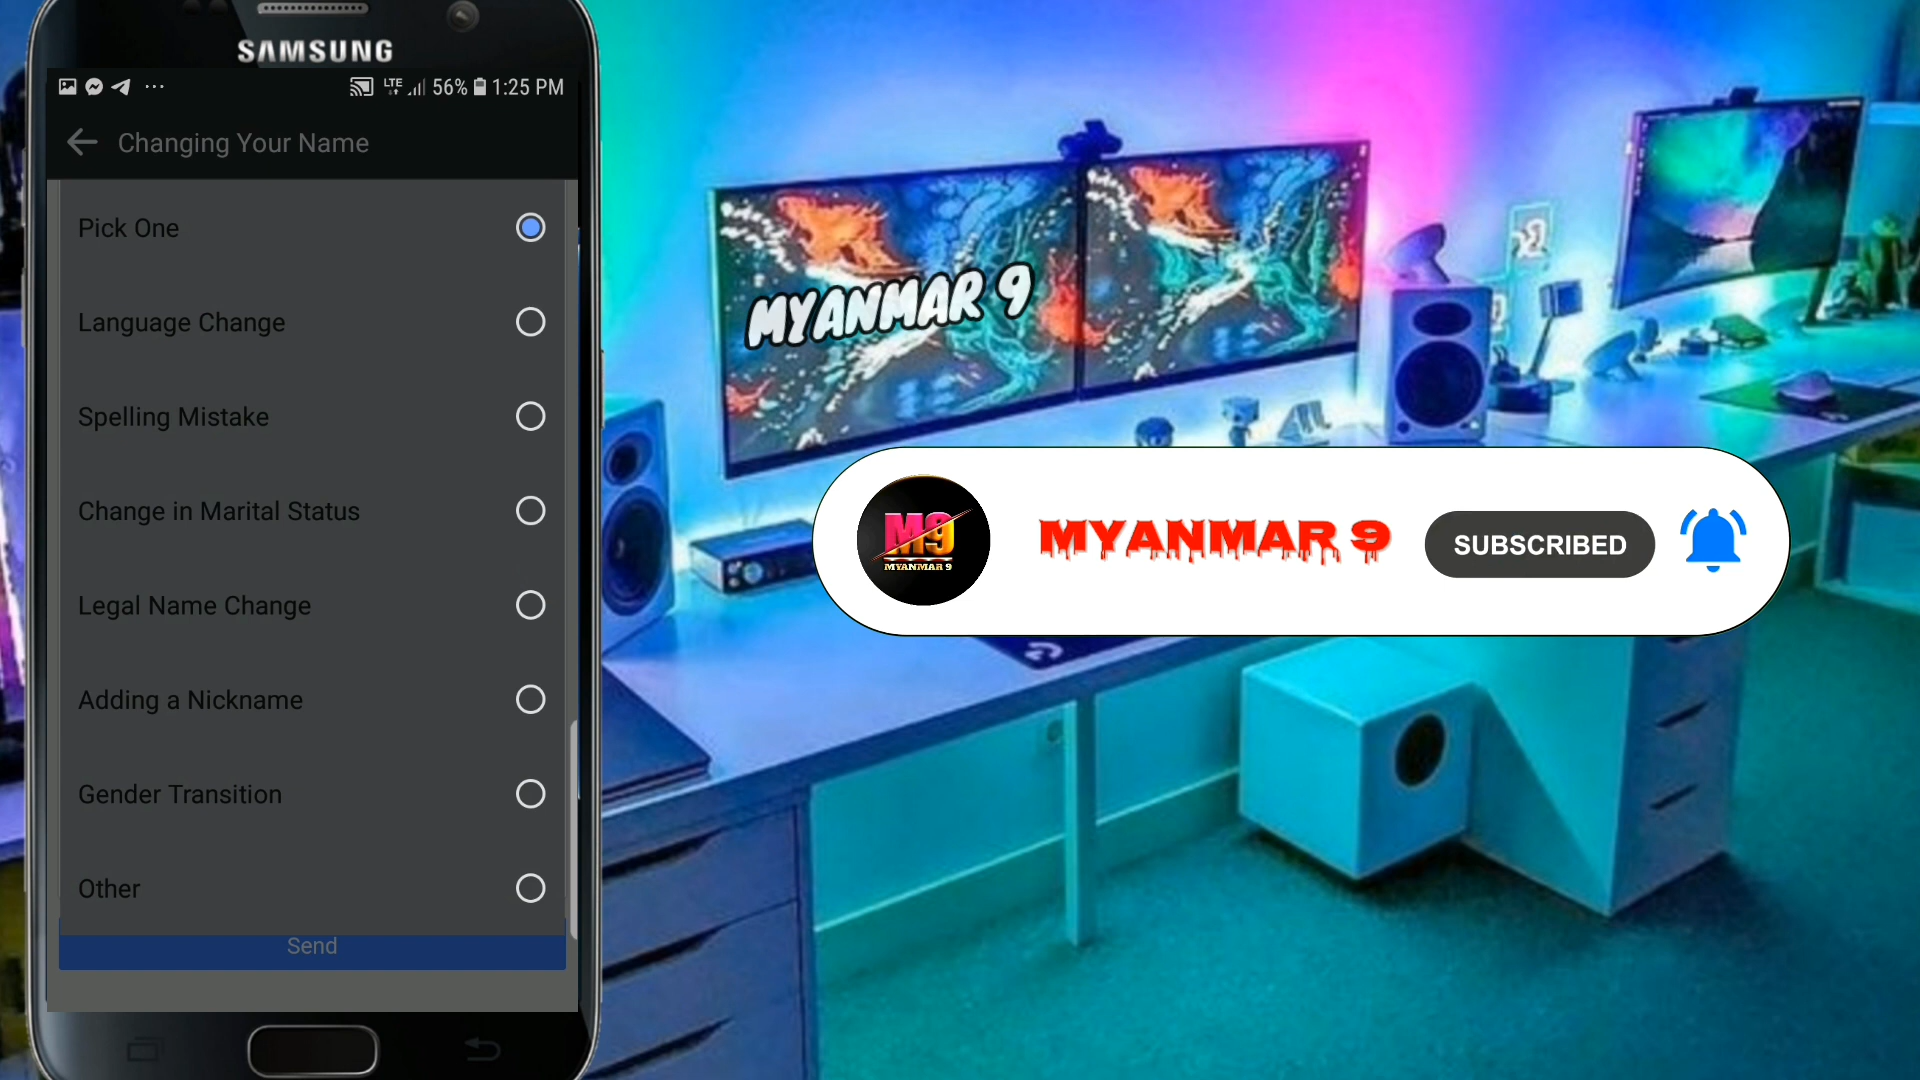 SAMSUNG
LTE 56% 1:25 PM
Changing Your Name
Pick One
Language Change
Spelling Mistake
Change in Marital Status
Legal Name Change
Adding a Nickname
Gender Transition
Other
Send
MYANMAR 9
M9
MYANMAR 9
MYANMAR 9
SUBSCRIBED